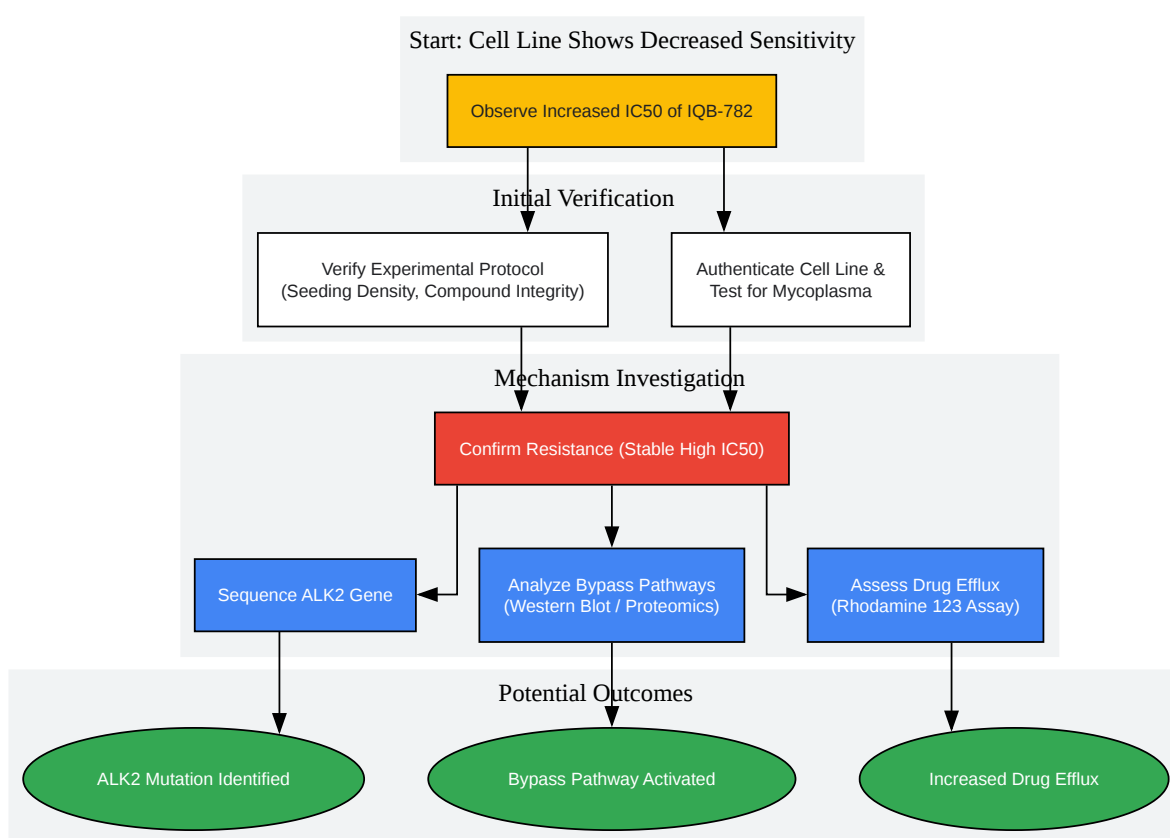 Start: Cell Line Shows Decreased Sensitivity
Observe Increased IC50 of IQB-782
Initial Verification
Verify Experimental Protocol
(Seeding Density, Compound Integrity)
Authenticate Cell Line &
Test for Mycoplasma
Mechanism Investigation
Confirm Resistance (Stable High IC50)
Sequence ALK2 Gene
Analyze Bypass Pathways
(Western Blot / Proteomics)
Assess Drug Efflux
(Rhodamine 123 Assay)
Potential Outcomes
ALK2 Mutation Identified
Bypass Pathway Activated
Increased Drug Efflux